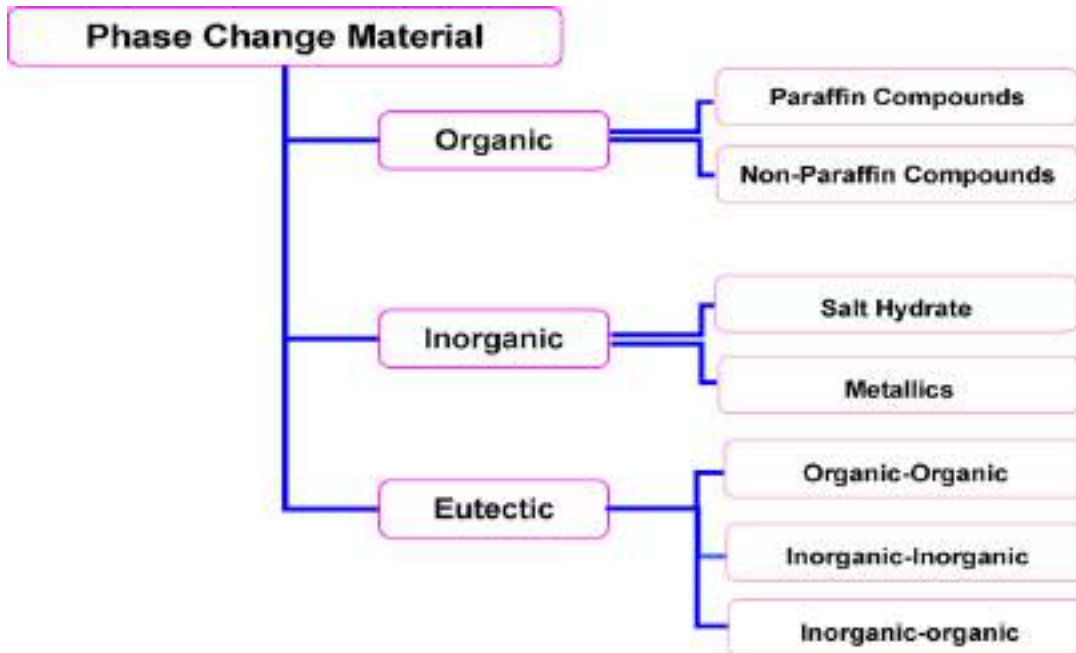 Phase Change Material
Organic
Paraffin Compounds
Non-Paraffin Compounds
Inorganic
Salt Hydrate
Metallics
Eutectic
Organic-Organic
Inorganic-Inorganic
Inorganic-organic